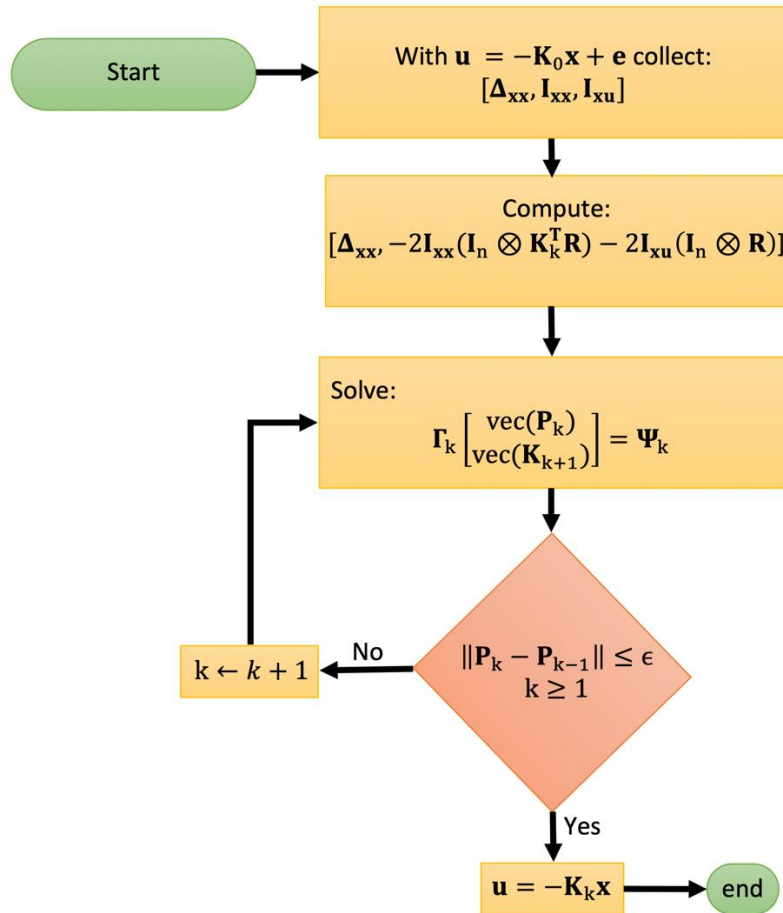 Start
With 𝐮 = −𝐊₀𝐱 + 𝐞 collect:
[𝚫𝐱𝐱, 𝐈𝐱𝐱, 𝐈𝐱𝐮]
Compute:
[𝚫𝐱𝐱, −2𝐈𝐱𝐱(𝐈ₙ ⊗ 𝐊ₖᵀ𝐑) − 2𝐈𝐱𝐮(𝐈ₙ ⊗ 𝐑)]
Solve:
𝚪ₖ [vec(𝐏ₖ)
vec(𝐊ₖ₊₁)] = 𝚿ₖ
‖𝐏ₖ − 𝐏ₖ₋₁‖ ≤ ϵ
k ≥ 1
No
k ← 𝑘 + 1
Yes
𝐮 = −𝐊ₖ𝐱
end